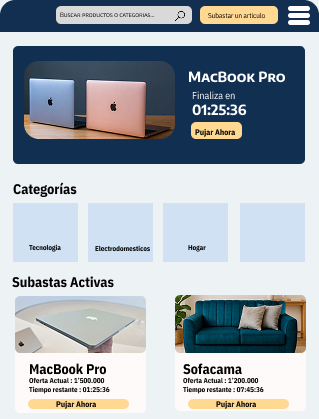 Buscar productos o categorias...
Subastar un articulo
MacBook Pro
Finaliza en
01:25:36
Pujar Ahora
Categorías
Tecnologia
Electrodomesticos
Hogar
Subastas Activas
MacBook Pro
Oferta Actual : 1'500.000
Tiempo restante : 01:25:36
Pujar Ahora
Sofacama
Oferta Actual : 1'200.000
Tiempo restante : 07:45:36
Pujar Ahora